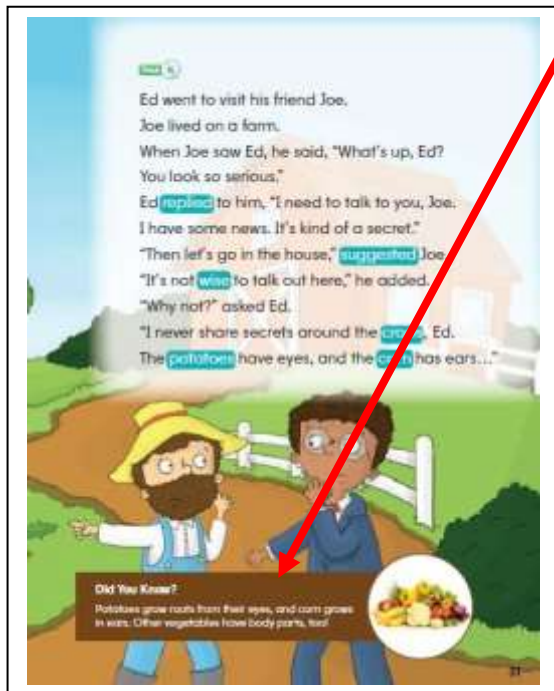 Ed went to visit his friend Joe.
Joe lived on a farm.
When Joe saw Ed, he said, "What's up, Ed?
You look so serious."
Ed replied to him, "I need to talk to you, Joe.
I have some news. It's kind of a secret."
"Then let's go in the house," suggested Joe.
"It's not wise to talk out here," he added.
"Why not?" asked Ed.
"I never share secrets around the crops, Ed.
The potatoes have eyes, and the corn has ears..."
Did You Know?
Potatoes grow roots from their eyes, and corn grows
in ears. Other vegetables have body parts, too!